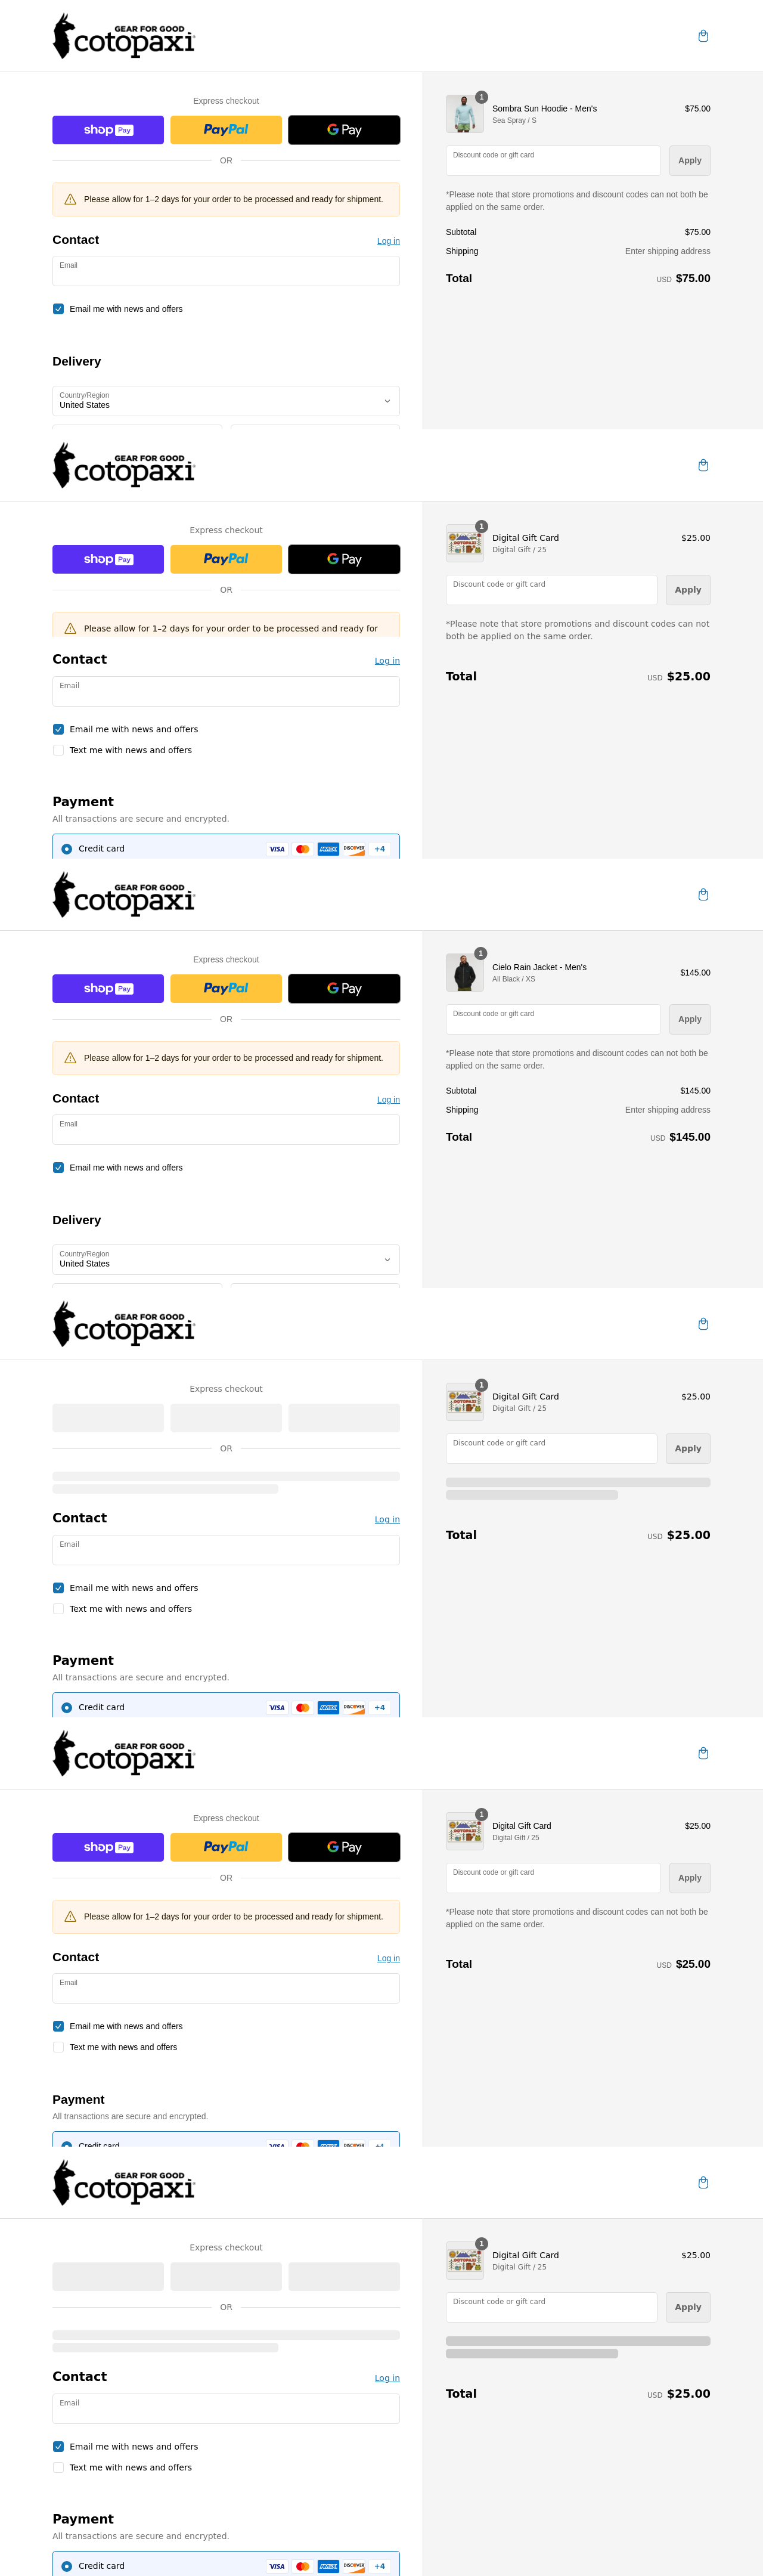 GEAR FOR GOOD
cotopaxi
Express checkout
shop Pay
PayPal
G Pay
OR
Please allow for 1–2 days for your order to be processed and ready for shipment.
Contact
Log in
Email
Email me with news and offers
Delivery
Country/Region
United States
1
Sombra Sun Hoodie - Men's
Sea Spray / S
$75.00
Discount code or gift card
Apply
*Please note that store promotions and discount codes can not both be
applied on the same order.
Subtotal
$75.00
Shipping
Enter shipping address
Total
USD $75.00
GEAR FOR GOOD
cotopaxi
Express checkout
shop Pay
PayPal
G Pay
OR
Please allow for 1–2 days for your order to be processed and ready for
Contact
Log in
Email
Email me with news and offers
Text me with news and offers
Payment
All transactions are secure and encrypted.
Credit card
VISA
AMEX
DISCOVER
+4
1
Digital Gift Card
Digital Gift / 25
$25.00
Discount code or gift card
Apply
*Please note that store promotions and discount codes can not
both be applied on the same order.
Total
USD $25.00
GEAR FOR GOOD
cotopaxi
Express checkout
shop Pay
PayPal
G Pay
OR
Please allow for 1–2 days for your order to be processed and ready for shipment.
Contact
Log in
Email
Email me with news and offers
Delivery
Country/Region
United States
1
Cielo Rain Jacket - Men's
All Black / XS
$145.00
Discount code or gift card
Apply
*Please note that store promotions and discount codes can not both be
applied on the same order.
Subtotal
$145.00
Shipping
Enter shipping address
Total
USD $145.00
GEAR FOR GOOD
cotopaxi
Express checkout
OR
Contact
Log in
Email
Email me with news and offers
Text me with news and offers
Payment
All transactions are secure and encrypted.
Credit card
VISA
AMEX
DISCOVER
+4
1
Digital Gift Card
Digital Gift / 25
$25.00
Discount code or gift card
Apply
Total
USD $25.00
GEAR FOR GOOD
cotopaxi
Express checkout
shop Pay
PayPal
G Pay
OR
Please allow for 1–2 days for your order to be processed and ready for shipment.
Contact
Log in
Email
Email me with news and offers
Text me with news and offers
Payment
All transactions are secure and encrypted.
Credit card
VISA
AMEX
DISCOVER
+4
1
Digital Gift Card
Digital Gift / 25
$25.00
Discount code or gift card
Apply
*Please note that store promotions and discount codes can not both be
applied on the same order.
Total
USD $25.00
GEAR FOR GOOD
cotopaxi
Express checkout
OR
Contact
Log in
Email
Email me with news and offers
Text me with news and offers
Payment
All transactions are secure and encrypted.
Credit card
VISA
AMEX
DISCOVER
+4
1
Digital Gift Card
Digital Gift / 25
$25.00
Discount code or gift card
Apply
Total
USD $25.00